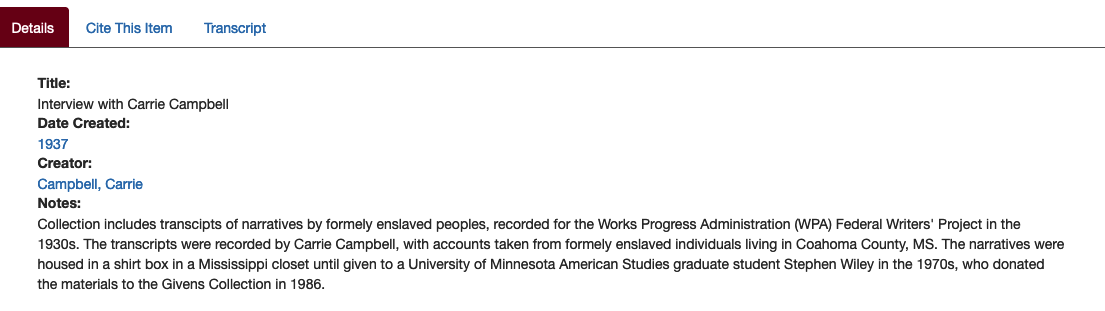 Details Cite This Item Transcript
Title:
Interview with Carrie Campbell
Date Created:
1937
Creator:
Campbell, Carrie
Notes:
Collection includes transcipts of narratives by formely enslaved peoples, recorded for the Works Progress Administration (WPA) Federal Writers' Project in the
1930s. The transcripts were recorded by Carrie Campbell, with accounts taken from formely enslaved individuals living in Coahoma County, MS. The narratives were
housed in a shirt box in a Mississippi closet until given to a University of Minnesota American Studies graduate student Stephen Wiley in the 1970s, who donated
the materials to the Givens Collection in 1986.